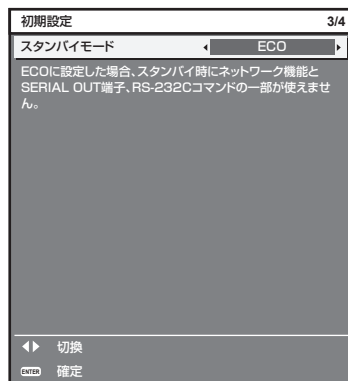 初期設定 3/4
スタンバイモード ECO
ECOに設定した場合、スタンバイ時にネットワーク機能と
SERIAL OUT端子、RS-232Cコマンドの一部が使えませ
ん。
切換
ENTER 確定